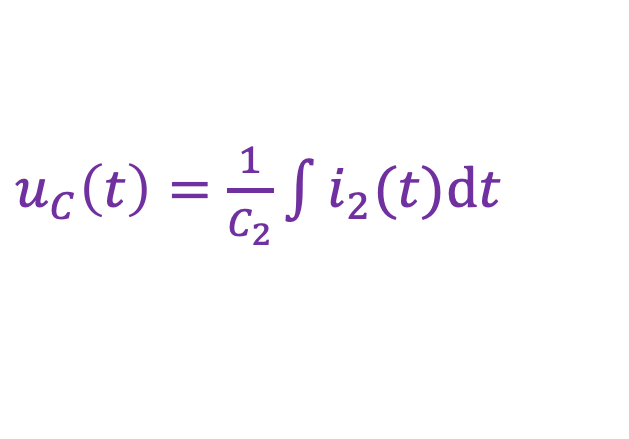 u_C(t) = \frac{1}{C_2} \int i_2(t)dt